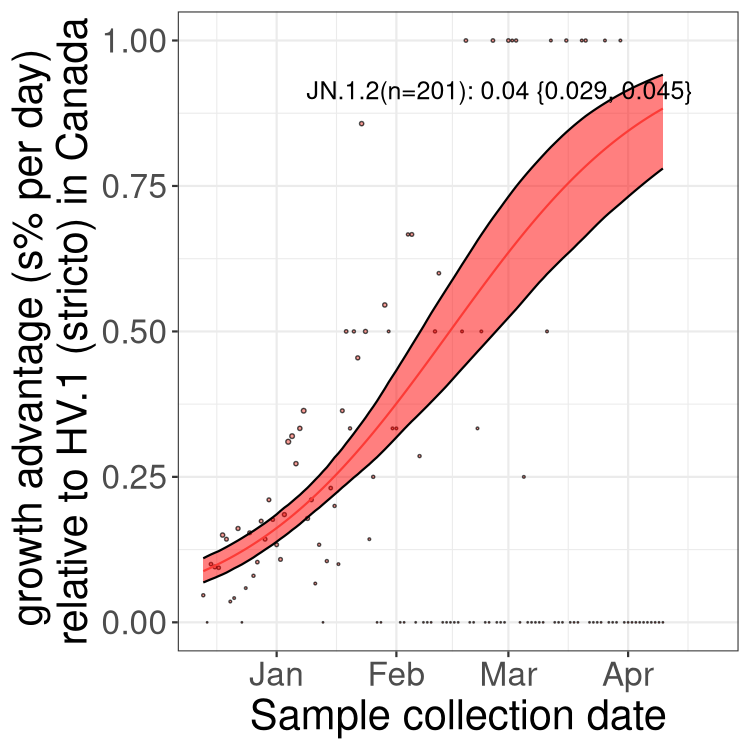 growth advantage (s% per day)
relative to HV.1 (stricto) in Canada
1.00
0.75
0.50
0.25
0.00
JN.1.2(n=201): 0.04 {0.029, 0.045}
Jan Feb Mar Apr
Sample collection date